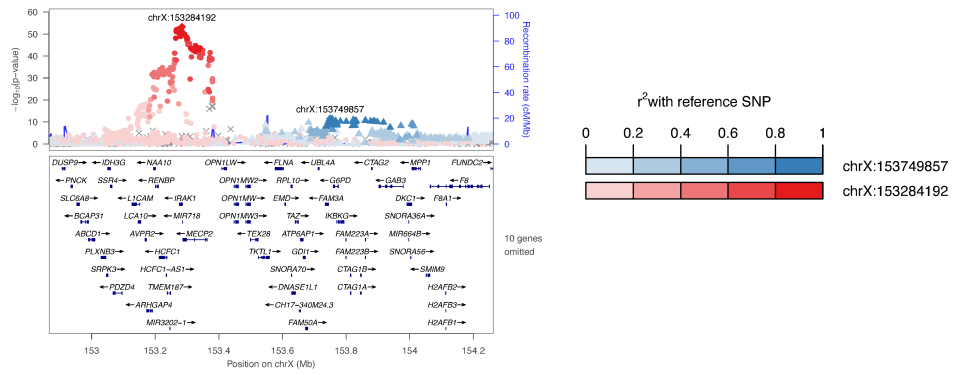 chrX:153284192
chrX:153749857
60
50
40
30
20
10
0
− log10(p−value)
100
80
60
40
20
0
Recombination rate (cM/Mb)
DUSP9→ ←IDH3G ←NAA10 OPN1LW→ ←FLNA ←UBL4A ←CTAG2 ←MPP1 FUNDC2→
←PNCK SSR4→ ←RENBP OPN1MW2→ RPL10→ ←G6PD ←GAB3 ←F8
SLC6A8→ ←L1CAM ←IRAK1 OPN1MW→ EMD→ ←FAM3A DKC1→ F8A1→
←BCAP31 LCA10→ ←MIR718 OPN1MW3→ TAZ→ IKBKG→ SNORA36A→
ABCD1→ AVPR2→ ←MECP2 ←TEX28 ATP6AP1→ FAM223A→ MIR664B→
PLXNB3→ ←HCFC1 TKTL1→ GDI1→ FAM223B→ SNORA56→
SRPK3→ HCFC1−AS1→ SNORA70→ CTAG1B→ ←SMIM9
←PDZD4 TMEM187→ DNASE1L1 CTAG1A→ H2AFB2→
←ARHGAP4 ←CH17−340M24.3 H2AFB3→
MIR3202−1→ FAM50A→ H2AFB1→
10 genes
omitted
153 153.2 153.4 153.6 153.8 154 154.2
Position on chrX (Mb)
r2with reference SNP
0 0.2 0.4 0.6 0.8 1
chrX:153749857
chrX:153284192